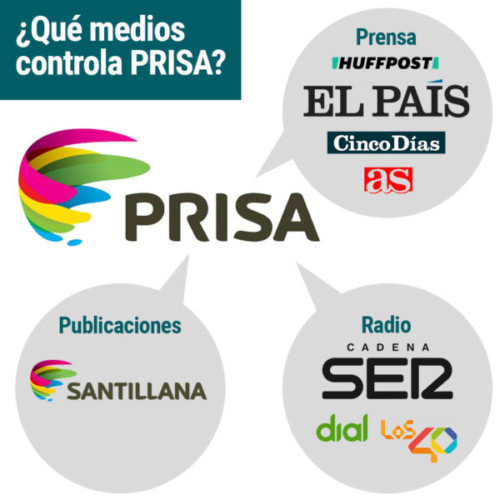 ¿Qué medios
controla PRISA?
Prensa
HUFFPOST
EL PAÍS
CincoDías
as
PRISA
Publicaciones
SANTILLANA
Radio
CADENA
SER
dial LOS
40